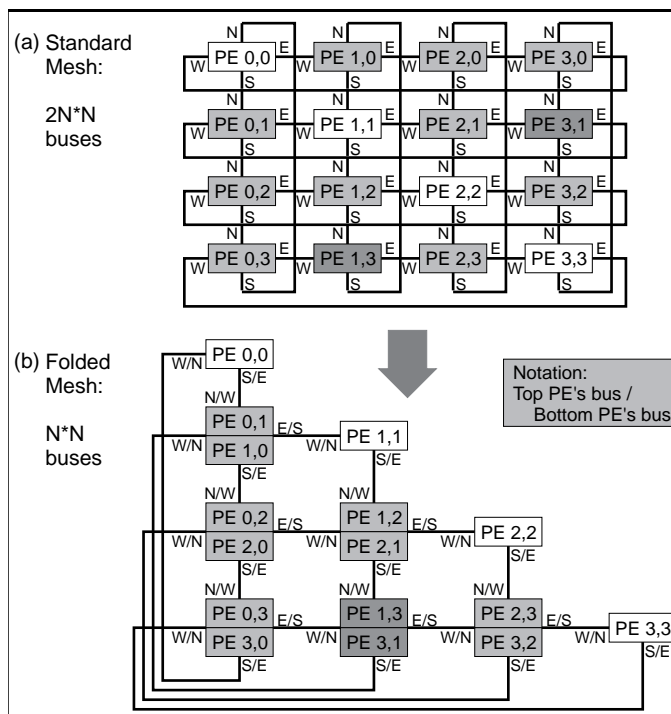 (a) Standard
Mesh:
2N*N
buses
N N N N
W PE 0,0 E W PE 1,0 E W PE 2,0 E W PE 3,0 E
S S S S
N N N N
W PE 0,1 E W PE 1,1 E W PE 2,1 E W PE 3,1 E
S S S S
N N N N
W PE 0,2 E W PE 1,2 E W PE 2,2 E W PE 3,2 E
S S S S
N N N N
W PE 0,3 E W PE 1,3 E W PE 2,3 E W PE 3,3 E
S S S S
(b) Folded
Mesh:
N*N
buses
Notation:
Top PE's bus /
Bottom PE's bus
W/N PE 0,0
S/E
N/W
PE 0,1 E/S
W/N PE 1,0 W/N PE 1,1
S/E S/E
N/W N/W
PE 0,2 E/S PE 1,2 E/S
W/N PE 2,0 W/N PE 2,1 W/N PE 2,2
S/E S/E S/E
N/W N/W N/W
PE 0,3 E/S PE 1,3 E/S PE 2,3 E/S
W/N PE 3,0 W/N PE 3,1 W/N PE 3,2 W/N PE 3,3
S/E S/E S/E S/E